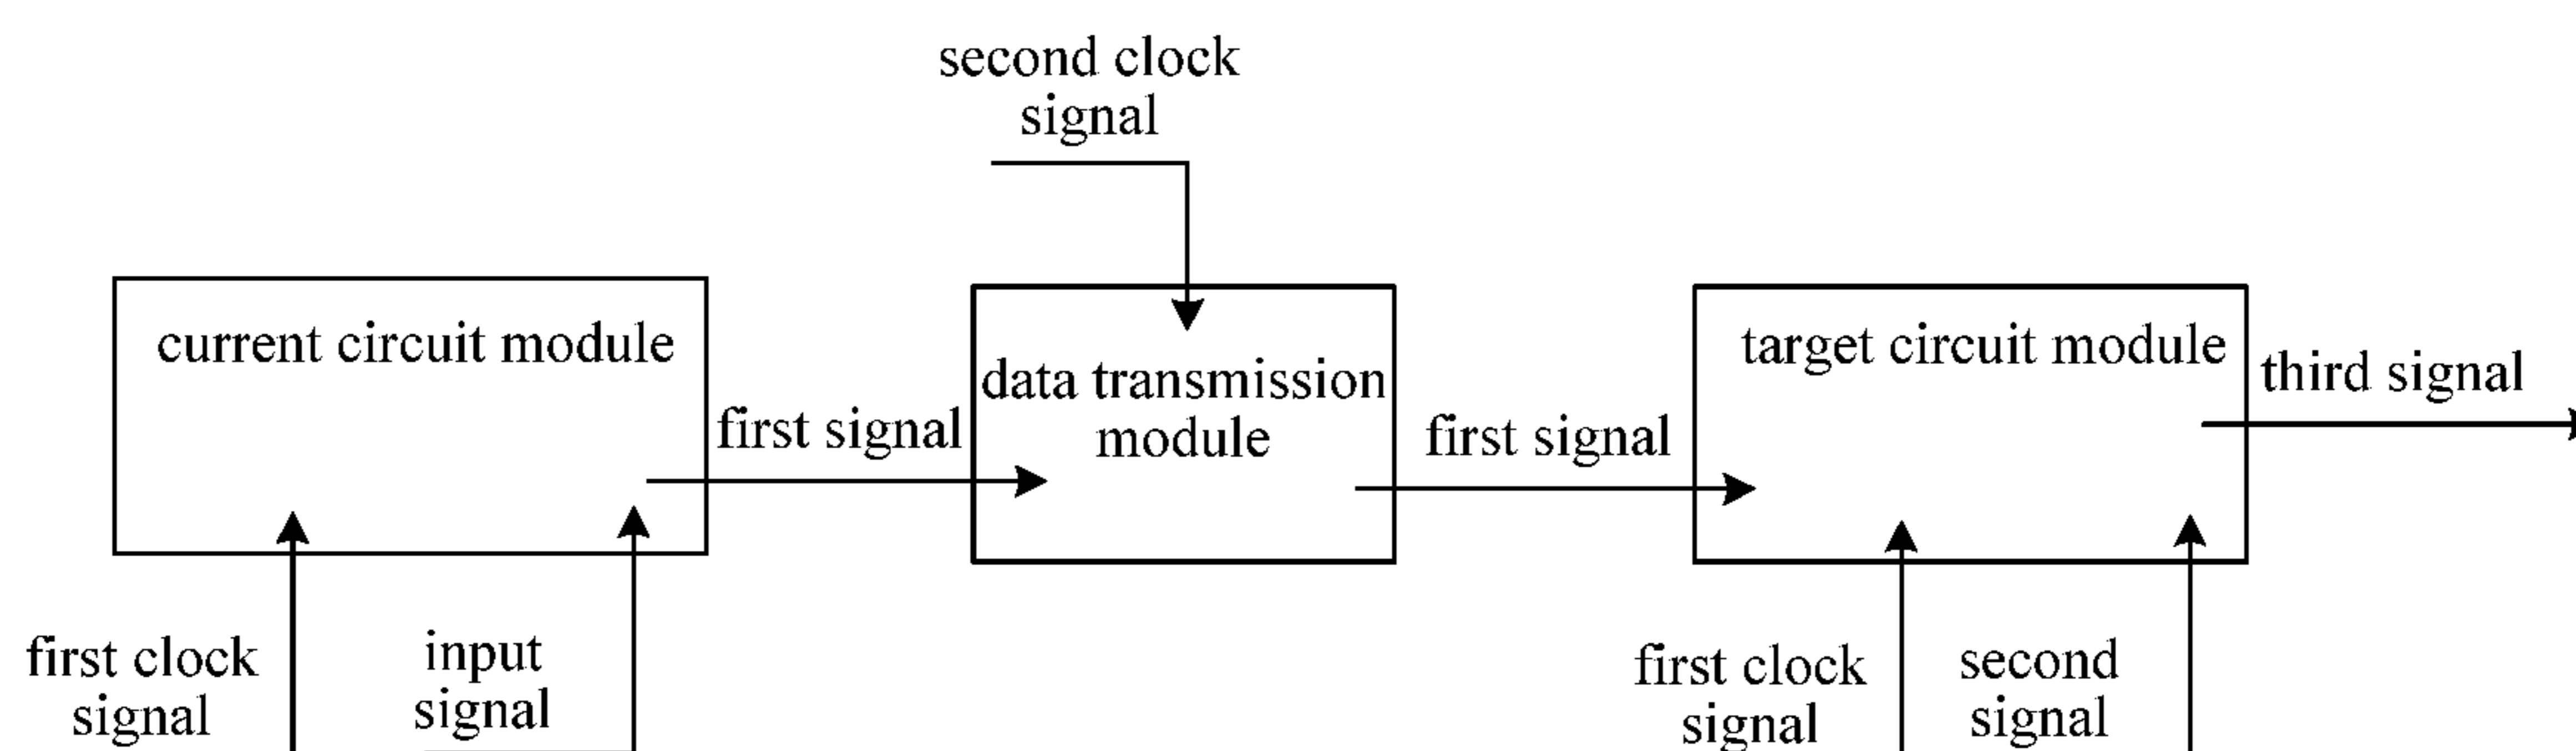 second clock
signal
current circuit module
first signal
data transmission
module
first signal
target circuit module
third signal
first clock
signal
input
signal
first clock
signal
second
signal